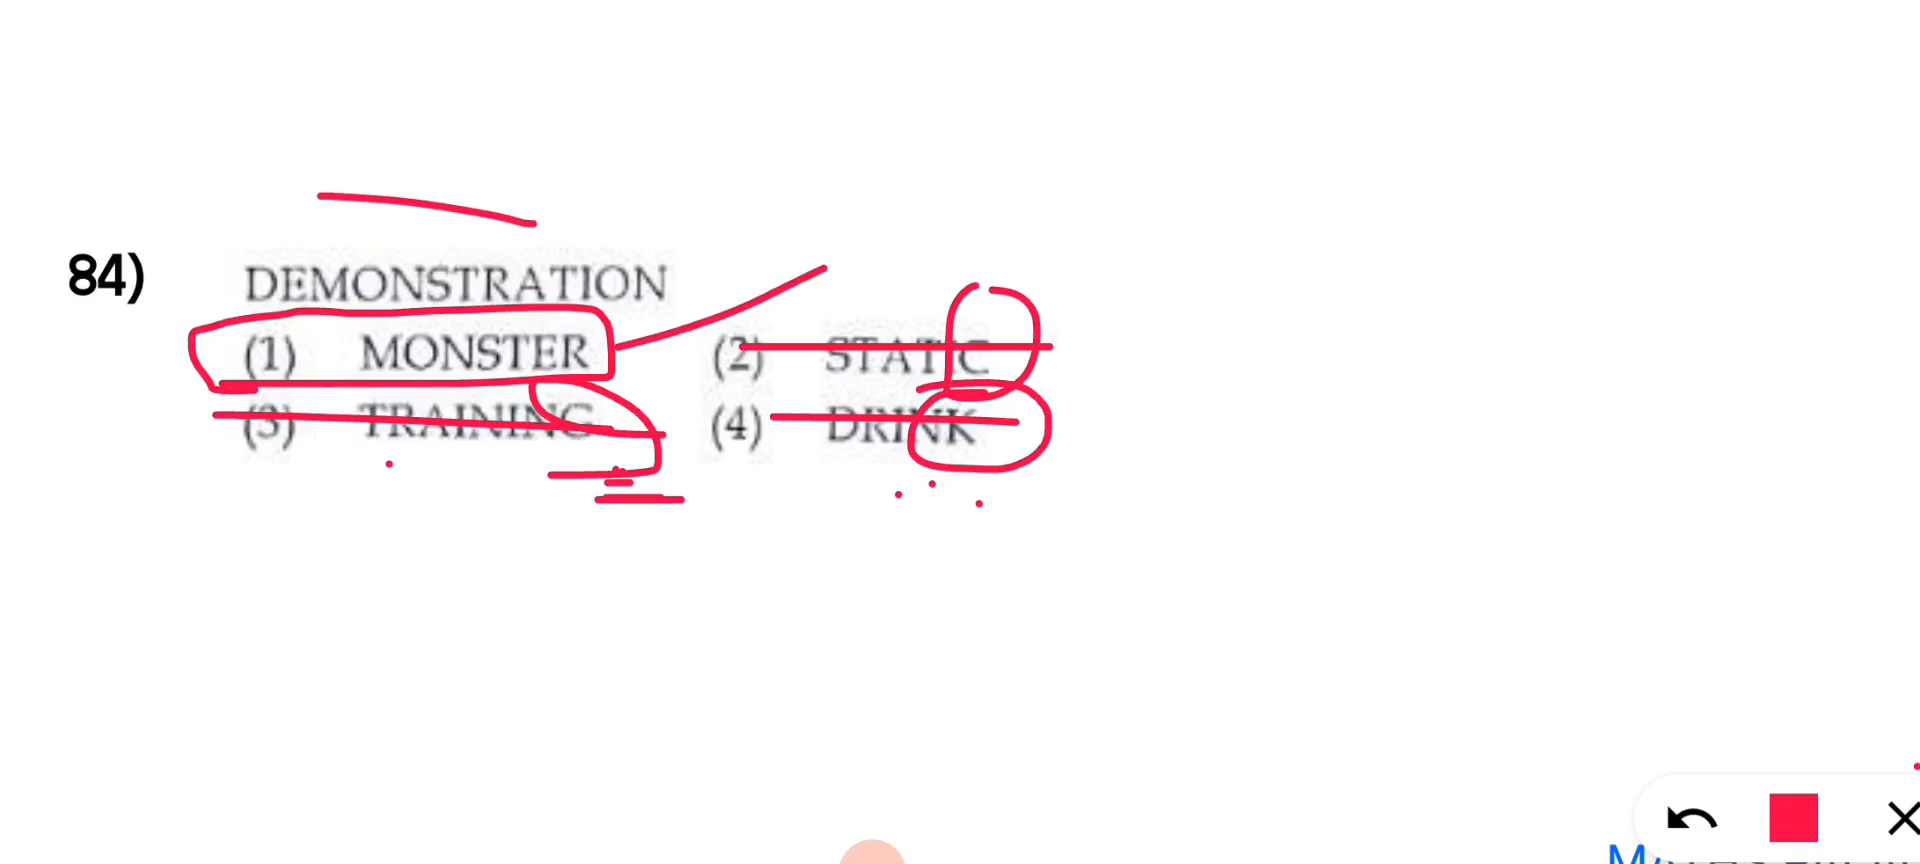 84) DEMONSTRATION
(1) MONSTER (2) STATIC
(3) TRAINING (4) DRINK